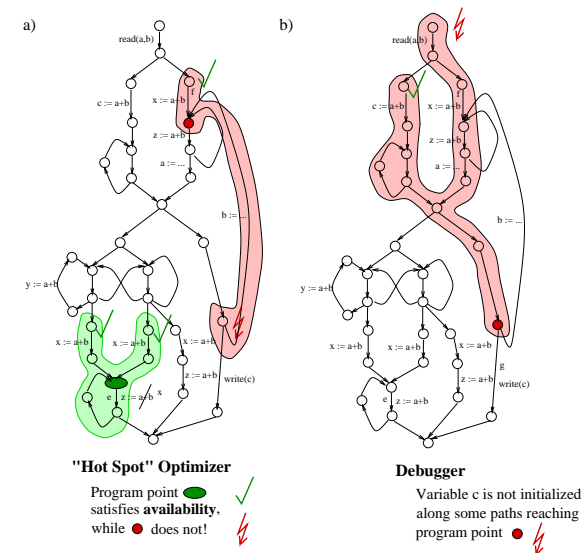 a)
b)
read(a,b)
read(a,b)
c := a+b
x := a+b
f
z := a+b
a := ...
b := ...
y := a+b
x := a+b
x := a+b
x := a+b
e
z := a+b
x
z := a+b
write(c)
c := a+b
x := a+b
f
z := a+b
a := ...
b := ...
y := a+b
x := a+b
x := a+b
x := a+b
g
e
z := a+b
z := a+b
write(c)
"Hot Spot" Optimizer
Program point
satisfies availability,
while does not!
Debugger
Variable c is not initialized
along some paths reaching
program point